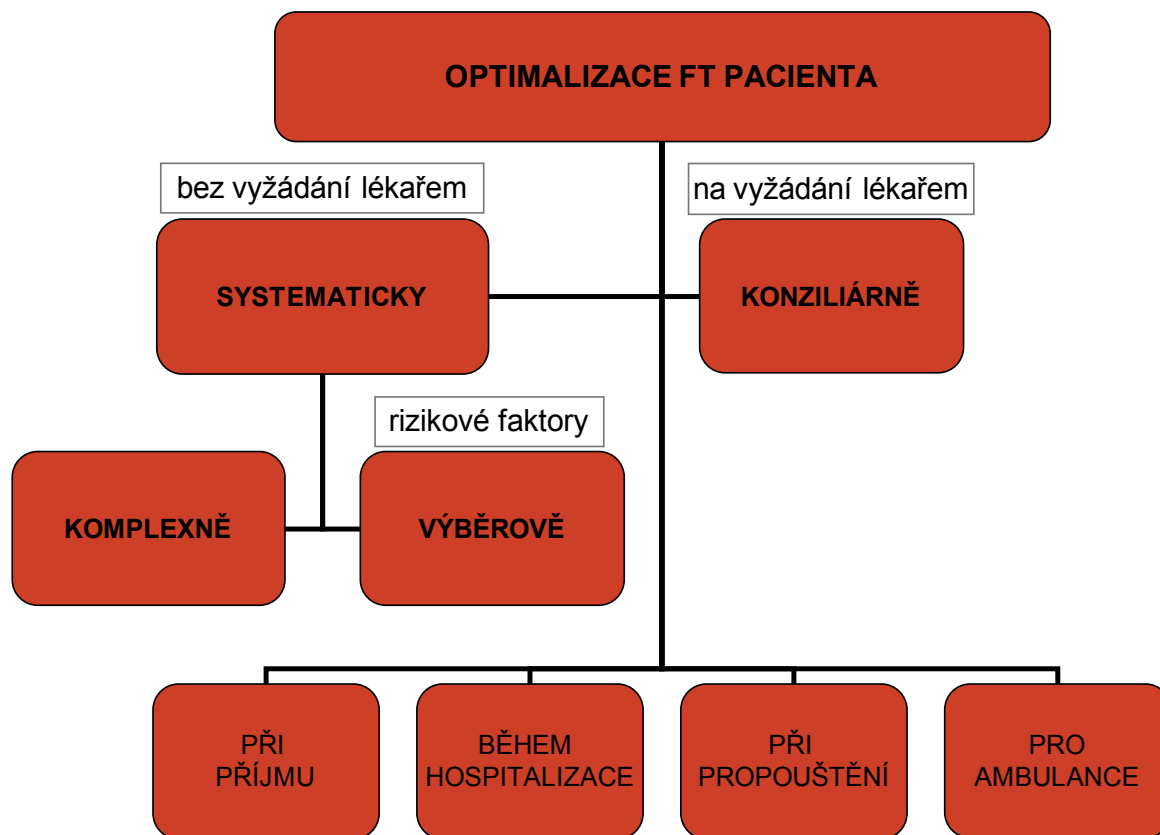 OPTIMALIZACE FT PACIENTA
bez vyžádání lékařem
na vyžádání lékařem
SYSTEMATICKY
KONZILIÁRNĚ
rizikové faktory
KOMPLEXNĚ
VÝBĚROVĚ
PŘI
PŘÍJMU
BĚHEM
HOSPITALIZACE
PŘI
PROPOUŠTĚNÍ
PRO
AMBULANCE